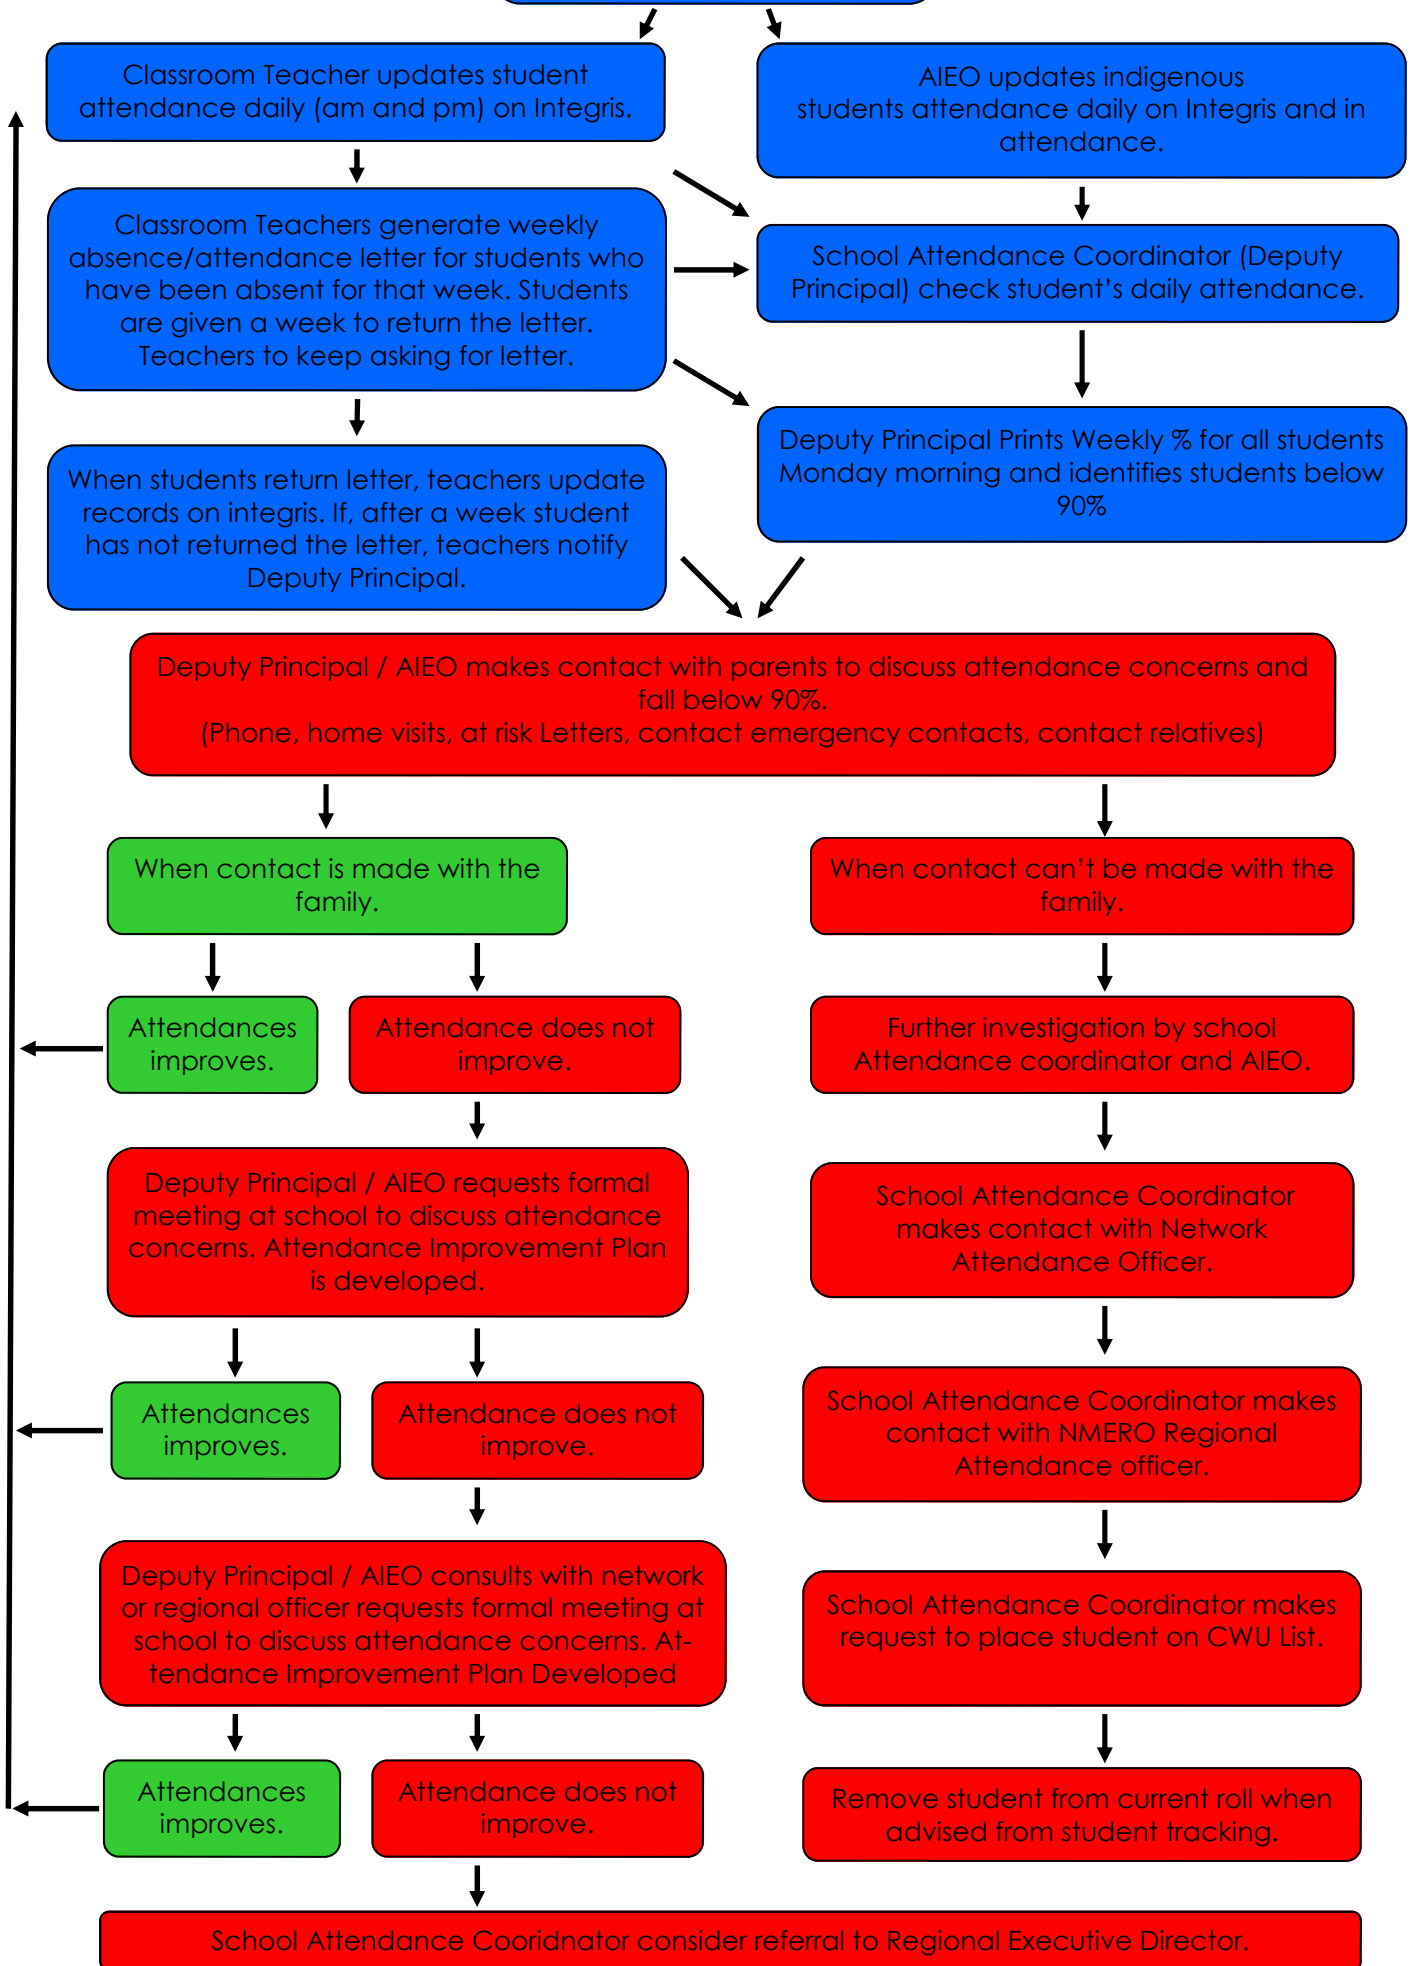 Classroom Teacher updates student
attendance daily (am and pm) on Integris.
AIEO updates indigenous
students attendance daily on Integris and in
attendance.
Classroom Teachers generate weekly
absence/attendance letter for students who
have been absent for that week. Students
are given a week to return the letter.
Teachers to keep asking for letter.
School Attendance Coordinator (Deputy
Principal) check student’s daily attendance.
When students return letter, teachers update
records on integris. If, after a week student
has not returned the letter, teachers notify
Deputy Principal.
Deputy Principal Prints Weekly % for all students
Monday morning and identifies students below
90%
Deputy Principal / AIEO makes contact with parents to discuss attendance concerns and
fall below 90%.
(Phone, home visits, at risk Letters, contact emergency contacts, contact relatives)
When contact is made with the
family.
When contact can’t be made with the
family.
Attendances
improves.
Attendance does not
improve.
Further investigation by school
Attendance coordinator and AIEO.
Deputy Principal / AIEO requests formal
meeting at school to discuss attendance
concerns. Attendance Improvement Plan
is developed.
School Attendance Coordinator
makes contact with Network
Attendance Officer.
Attendances
improves.
Attendance does not
improve.
School Attendance Coordinator makes
contact with NMERO Regional
Attendance officer.
Deputy Principal / AIEO consults with network
or regional officer requests formal meeting at
school to discuss attendance concerns. At-
tendance Improvement Plan Developed
School Attendance Coordinator makes
request to place student on CWU List.
Attendances
improves.
Attendance does not
improve.
Remove student from current roll when
advised from student tracking.
School Attendance Cooridnator consider referral to Regional Executive Director.